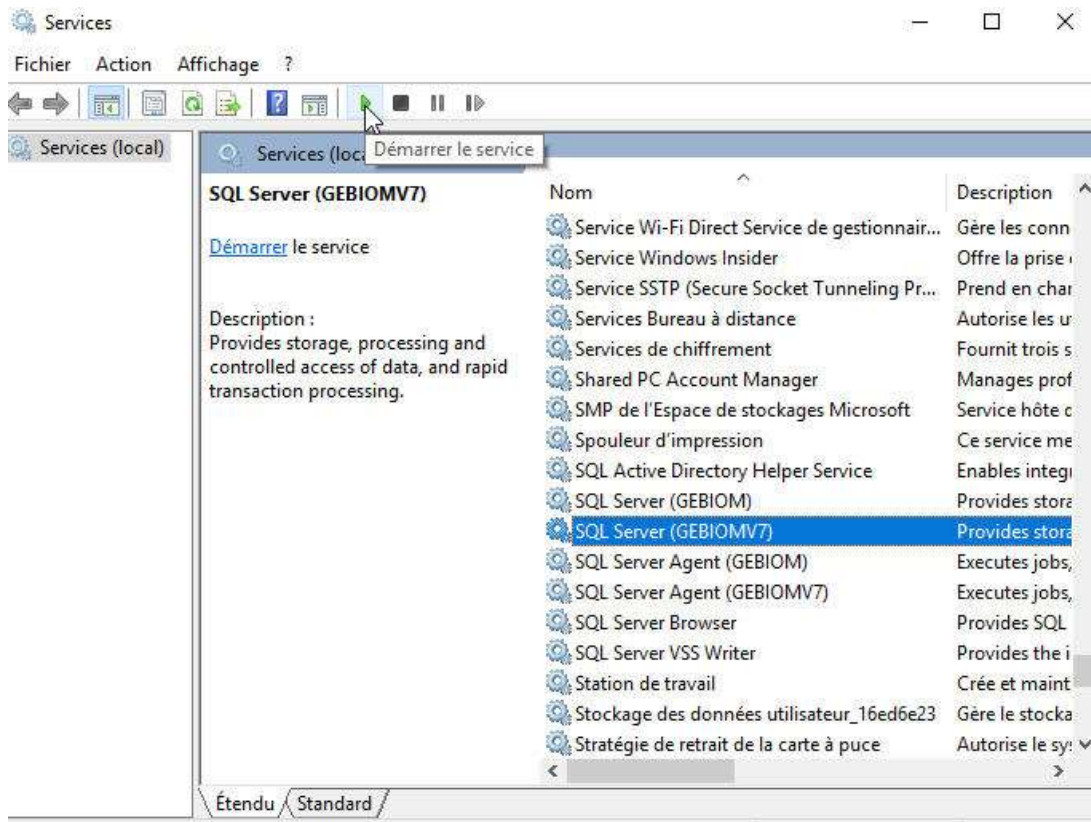 Services
Fichier Action Affichage ?
Services (local)
Services (loca
Démarrer le service
SQL Server (GEBIOMV7)
Démarrer le service
Description :
Provides storage, processing and
controlled access of data, and rapid
transaction processing.
Nom Description
Service Wi-Fi Direct Service de gestionnair... Gère les conn
Service Windows Insider Offre la prise
Service SSTP (Secure Socket Tunneling Pr... Prend en char
Services Bureau à distance Autorise les u
Services de chiffrement Fournit trois s
Shared PC Account Manager Manages prof
SMP de l'Espace de stockages Microsoft Service hôte d
Spouleur d'impression Ce service me
SQL Active Directory Helper Service Enables integ
SQL Server (GEBIOM) Provides stora
SQL Server (GEBIOMV7) Provides stora
SQL Server Agent (GEBIOM) Executes jobs,
SQL Server Agent (GEBIOMV7) Executes jobs,
SQL Server Browser Provides SQL
SQL Server VSS Writer Provides the i
Station de travail Crée et maint
Stockage des données utilisateur_16ed6e23 Gère le stocka
Stratégie de retrait de la carte à puce Autorise le sys
Étendu Standard